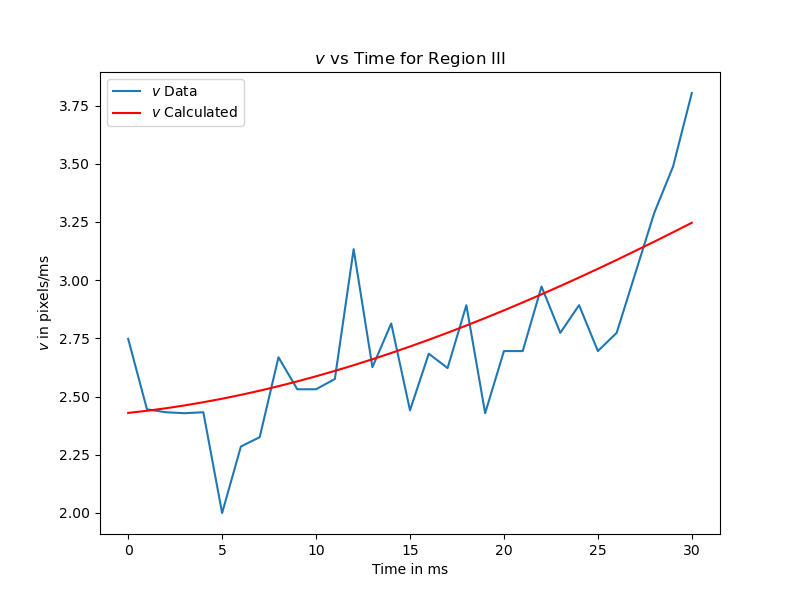 v vs Time for Region III
v Data
v Calculated
3.75
3.50
3.25
3.00
2.75
2.50
2.25
2.00
v in pixels/ms
0 5 10 15 20 25 30
Time in ms